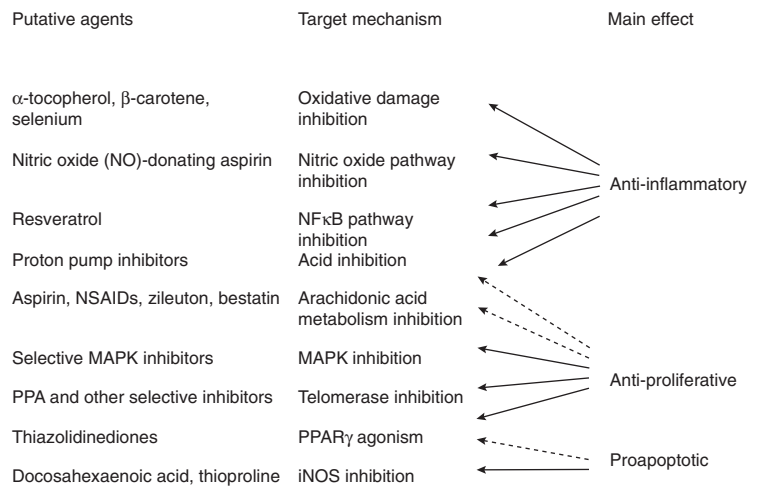 Putative agents Target mechanism Main effect
α-tocopherol, β-carotene, Oxidative damage
selenium inhibition
Nitric oxide (NO)-donating aspirin Nitric oxide pathway
inhibition
Anti-inflammatory
Resveratrol NFκB pathway
inhibition
Proton pump inhibitors Acid inhibition
Aspirin, NSAIDs, zileuton, bestatin Arachidonic acid
metabolism inhibition
Selective MAPK inhibitors MAPK inhibition
Anti-proliferative
PPA and other selective inhibitors Telomerase inhibition
Thiazolidinediones PPARγ agonism
Proapoptotic
Docosahexaenoic acid, thioproline iNOS inhibition